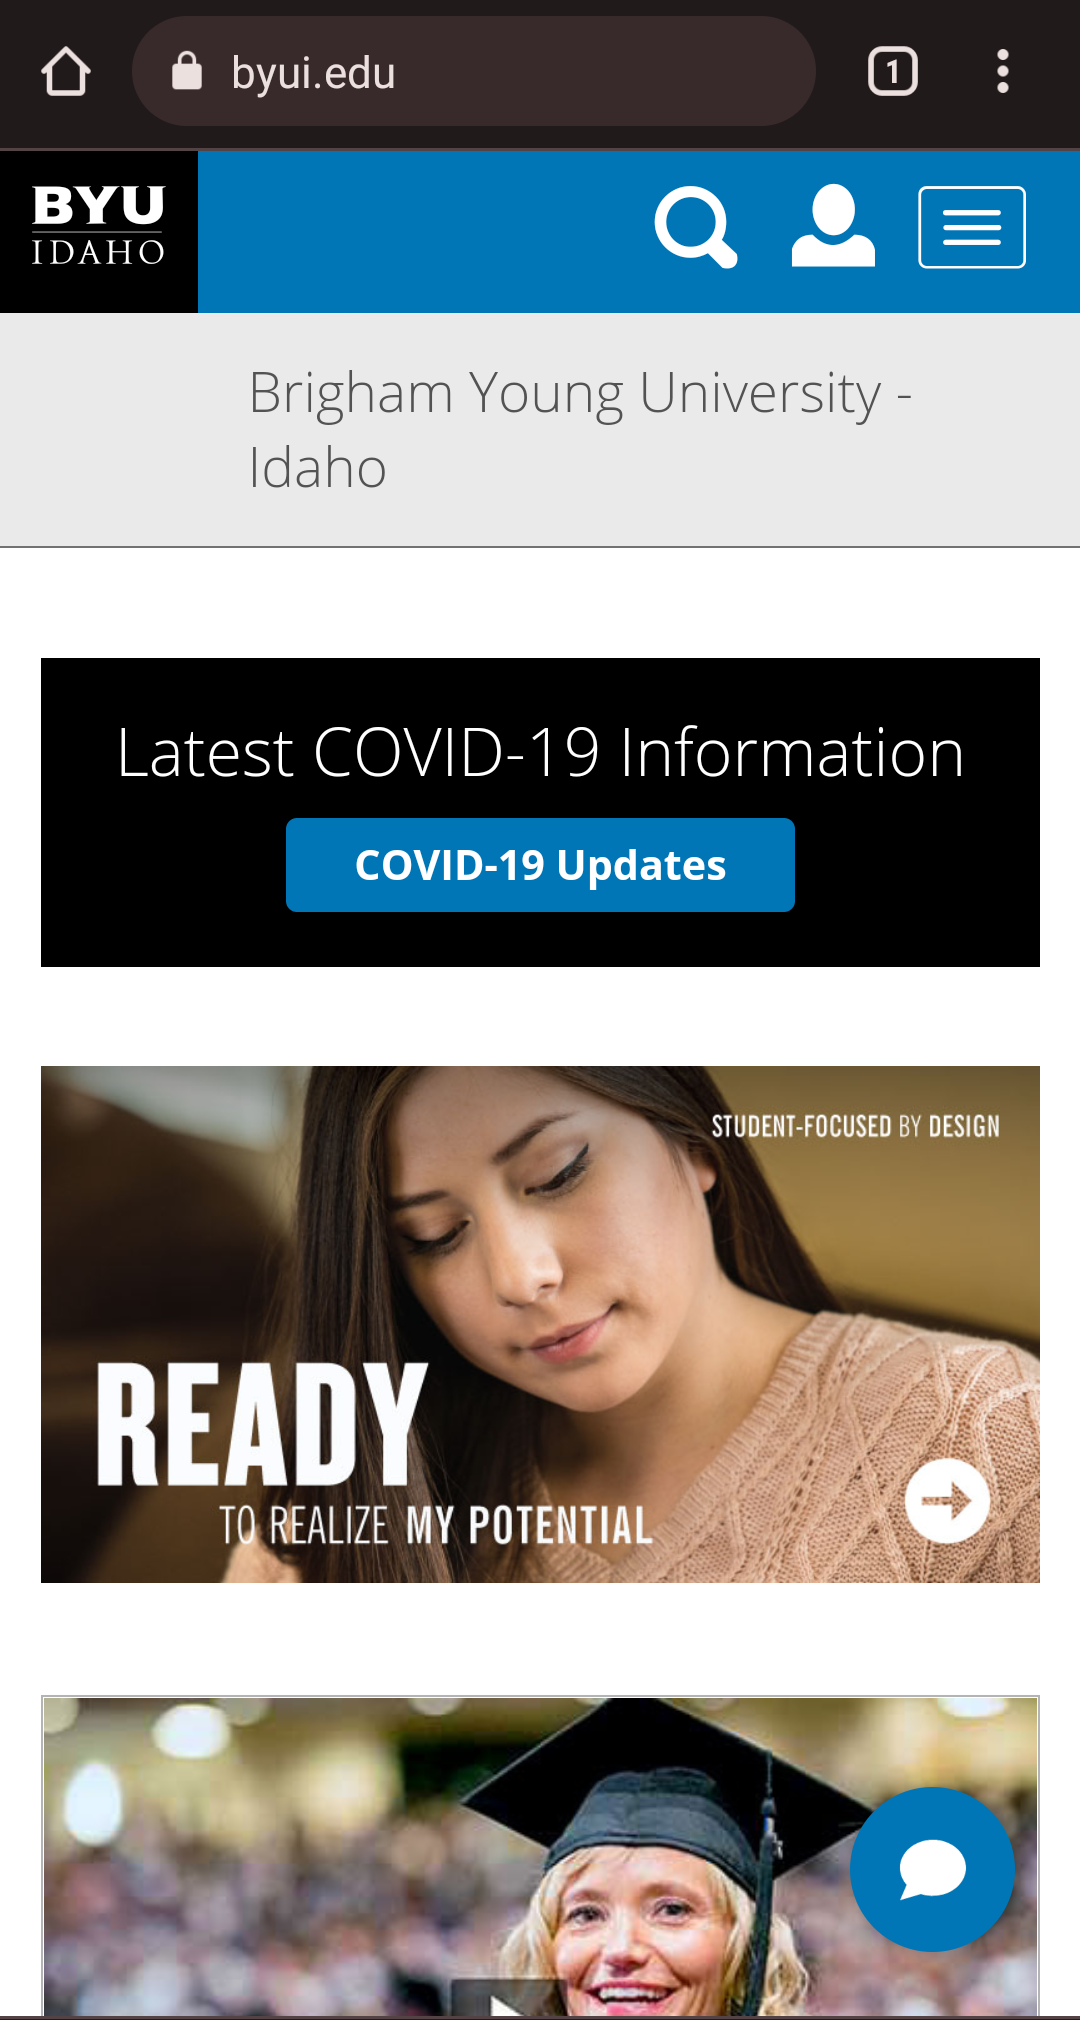 byui.edu
1
BYU
IDAHO
Brigham Young University -
Idaho
Latest COVID-19 Information
COVID-19 Updates
STUDENT-FOCUSED BY DESIGN
READY
TO REALIZE MY POTENTIAL